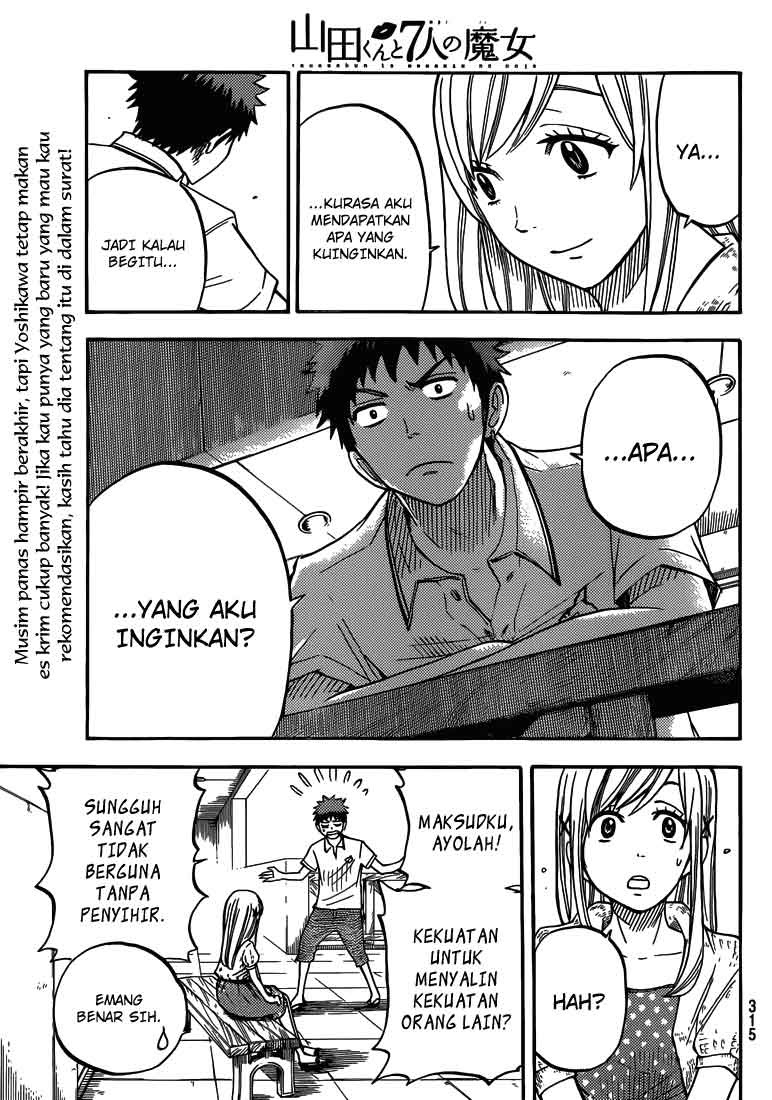 山田くんと7人の魔女
YA...
...KURASA AKU
MENDAPATKAN
APA YANG
KUINGINKAN.
JADI KALAU
BEGITU...
Musim panas hampir berakhir, tapi Yoshikawa tetap makan
es krim cukup banyak! Jika kau punya yang baru yang mau kau
rekomendasikan, kasih tahu dia tentang itu di dalam surat!
...APA...
...YANG AKU
INGINKAN?
HAH?
MAKSUDKU,
AYOLAH!
KEKUATAN
UNTUK
MENYALIN
KEKUATAN
ORANG LAIN?
SUNGGUH
SANGAT
TIDAK
BERGUNA
TANPA
PENYIHIR.
EMANG
BENAR SIH.
315